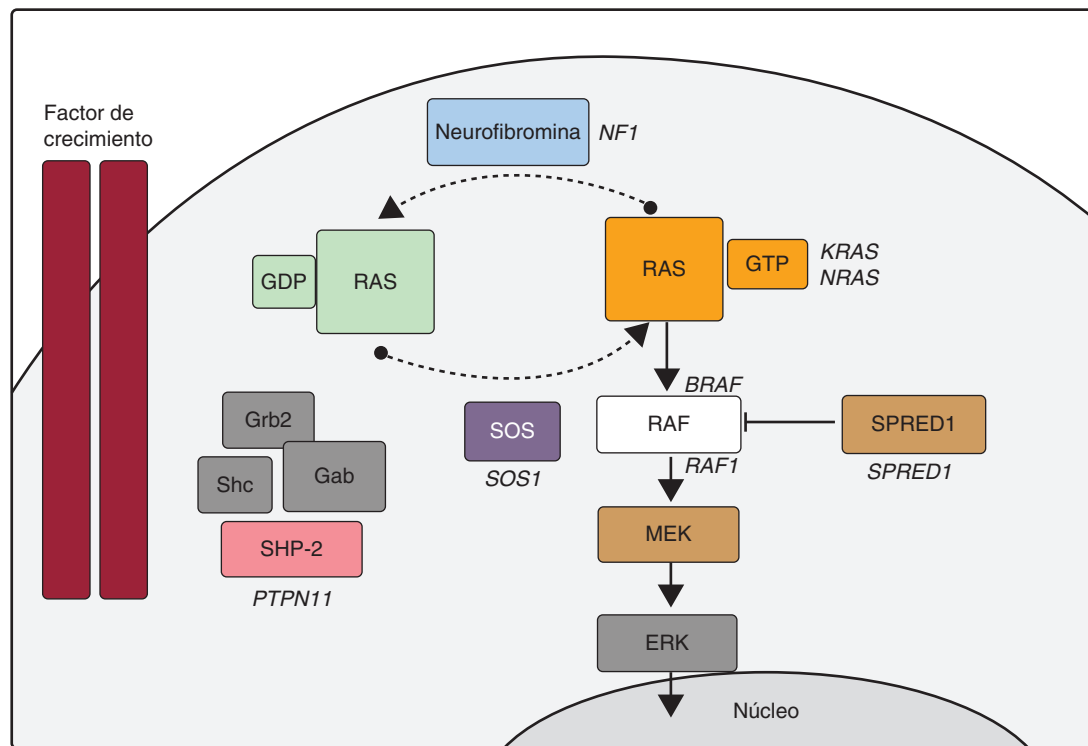 Factor de
crecimiento
Neurofibromina
NF1
GDP
RAS
RAS
GTP
KRAS
NRAS
BRAF
Grb2
SOS
RAF
SPRED1
Shc
Gab
SOS1
RAF1
SPRED1
SHP-2
MEK
PTPN11
ERK
Núcleo